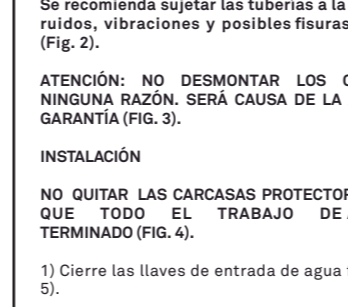 Se recomienda sujetar las tuberías a la
ruidos, vibraciones y posibles fisuras
(Fig. 2).
ATENCIÓN: NO DESMONTAR LOS
NINGUNA RAZÓN. SERÁ CAUSA DE LA
GARANTÍA (FIG. 3).
INSTALACIÓN
NO QUITAR LAS CARCASAS
QUE TODO EL TRABAJO DE
TERMINADO (FIG. 4).
1) Cierre las llaves de entrada de agua
5).